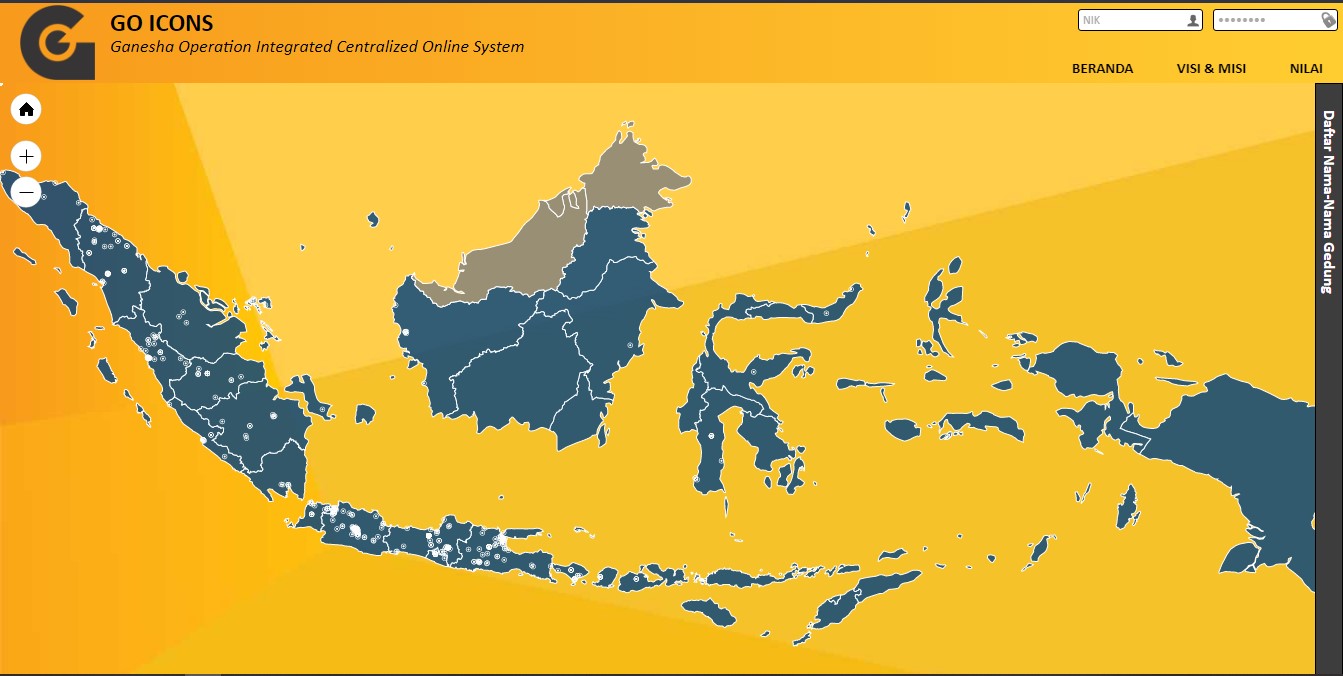 GO ICONS
Ganesha Operation Integrated Centralized Online System
NIK
BERANDA
VISI & MISI
NILAI
Daftar Nama-Nama Gedung